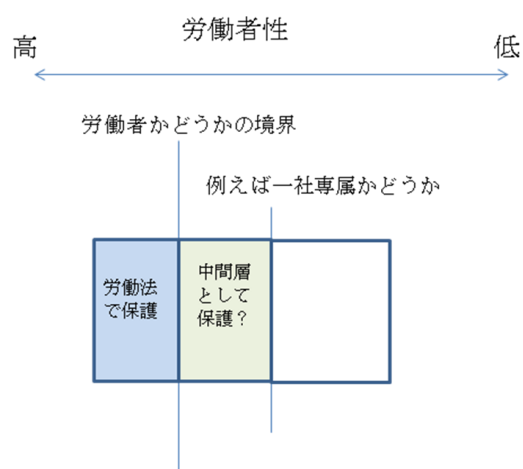 労働者性
高
低
労働者かどうかの境界
例えば一社専属かどうか
労働法
で保護
中間層
として
保護？